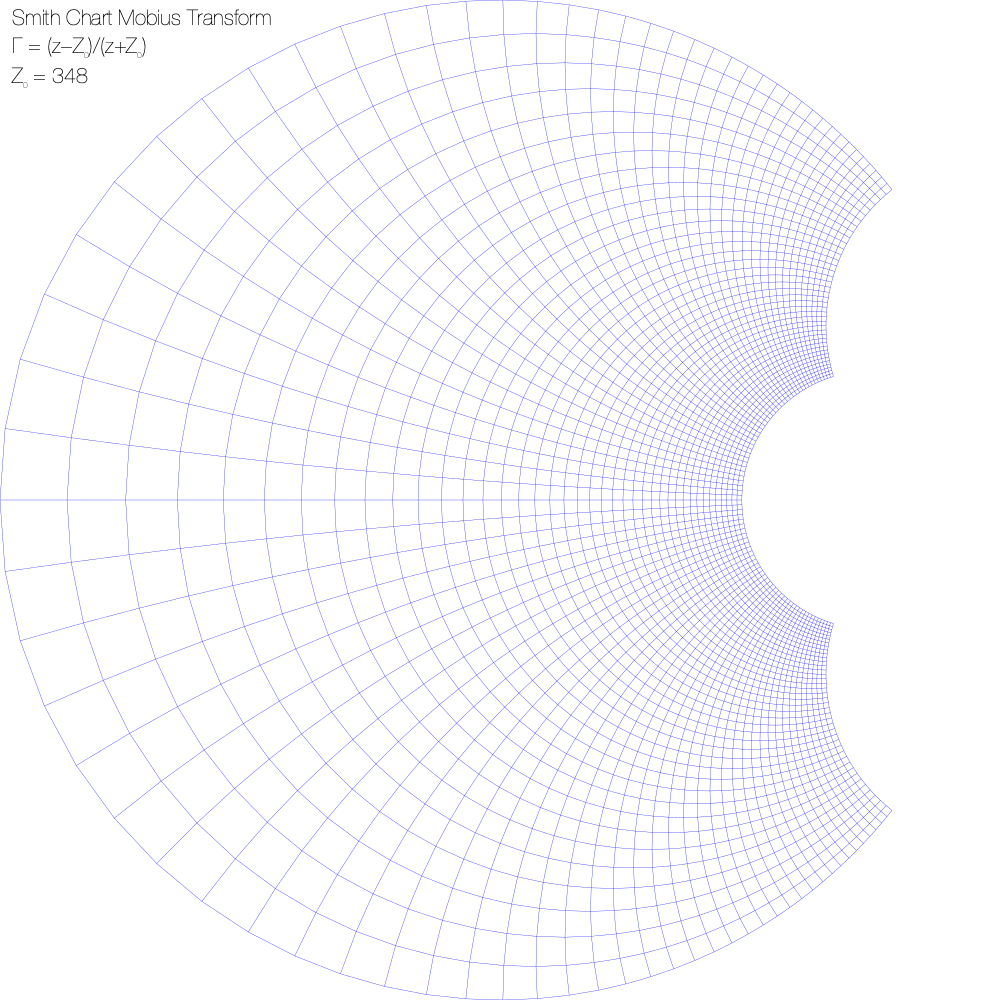 Smith Chart Mobius Transform
Γ = (z−Z₀)/(z+Z₀)
Z₀ = 348